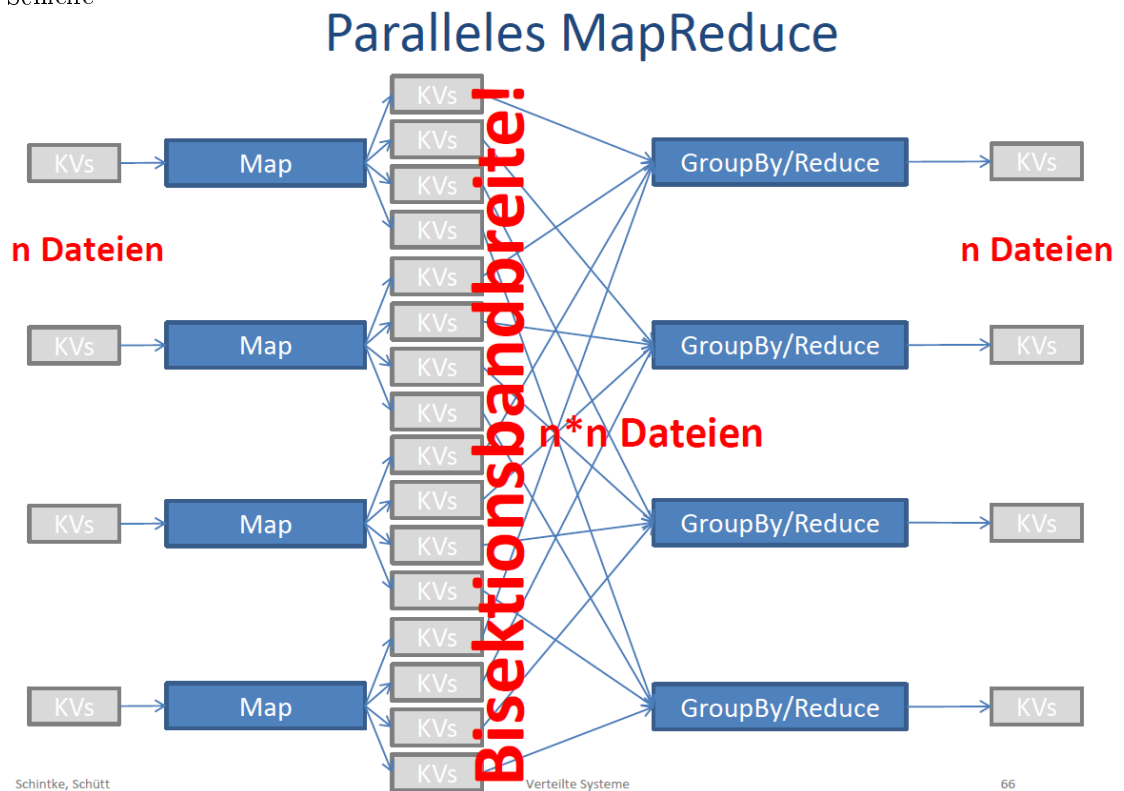 Paralleles MapReduce
KVs
KVs
KVs
KVs
KVs
Map
GroupBy/Reduce
KVs
KVs
n Dateien
n Dateien
KVs
KVs
KVs
Map
KVs
GroupBy/Reduce
KVs
KVs
Bisektionsbandbreite!
KVs
n*n Dateien
KVs
KVs
KVs
Map
KVs
GroupBy/Reduce
KVs
KVs
KVs
KVs
KVs
Map
KVs
GroupBy/Reduce
KVs
KVs
Schintke, Schütt
Verteilte Systeme
66